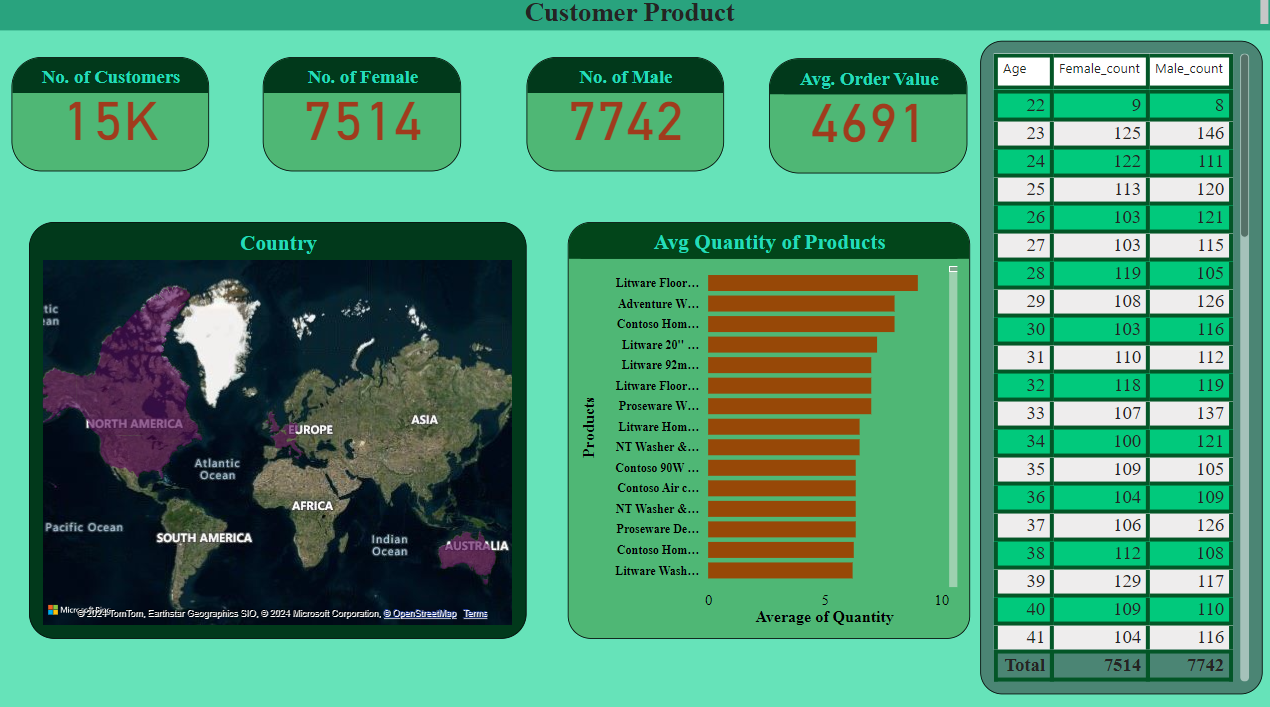 Customer Product
No. of Customers
15K
No. of Female
7514
No. of Male
7742
Avg. Order Value
4691
Country
NORTH AMERICA
EUROPE
ASIA
Atlantic
Ocean
AFRICA
Pacific Ocean
SOUTH AMERICA
Indian
Ocean
AUSTRALIA
© 2024 TomTom, Earthstar Geographics SIO, © 2024 Microsoft Corporation, © OpenStreetMap Terms
Avg Quantity of Products
Products
Litware Floor…
Adventure W…
Contoso Hom…
Litware 20" …
Litware 92m…
Litware Floor…
Proseware W…
Litware Hom…
NT Washer &…
Contoso 90W …
Contoso Air c…
NT Washer &…
Proseware De…
Contoso Hom…
Litware Wash…
0 5 10
Average of Quantity
Age Female_count Male_count
22 9 8
23 125 146
24 122 111
25 113 120
26 103 121
27 103 115
28 119 105
29 108 126
30 103 116
31 110 112
32 118 119
33 107 137
34 100 121
35 109 105
36 104 109
37 106 126
38 112 108
39 129 117
40 109 110
41 104 116
Total 7514 7742